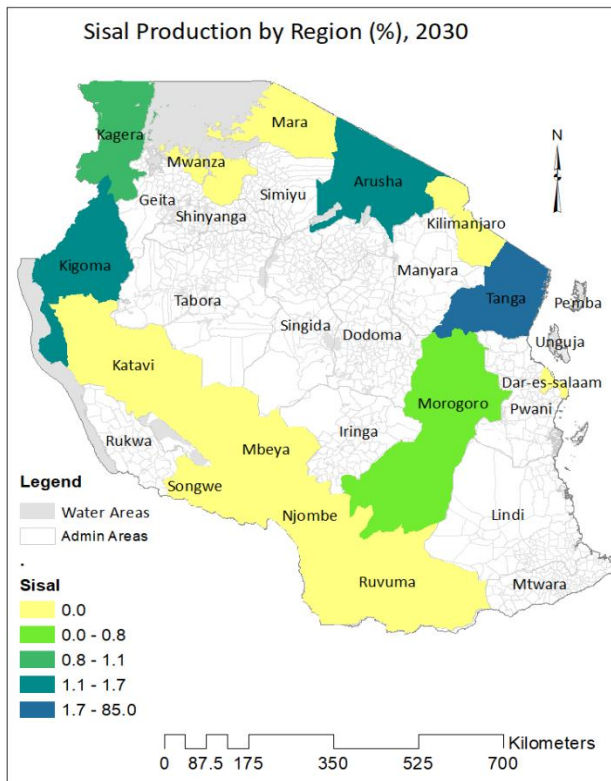 Sisal Production by Region (%), 2030
N
Kagera
Mara
Mwanza
Arusha
Geita
Simiyu
Shinyanga
Kilimanjaro
Kigoma
Manyara
Tabora
Tanga
Pemba
Singida
Dodoma
Unguja
Katavi
Dar-es-salaam
Morogoro
Pwani
Rukwa
Mbeya
Iringa
Songwe
Njombe
Lindi
Ruvuma
Mtwara
Legend
Water Areas
Admin Areas
.
Sisal
0.0
0.0 - 0.8
0.8 - 1.1
1.1 - 1.7
1.7 - 85.0
Kilometers
0 87.5 175 350 525 700